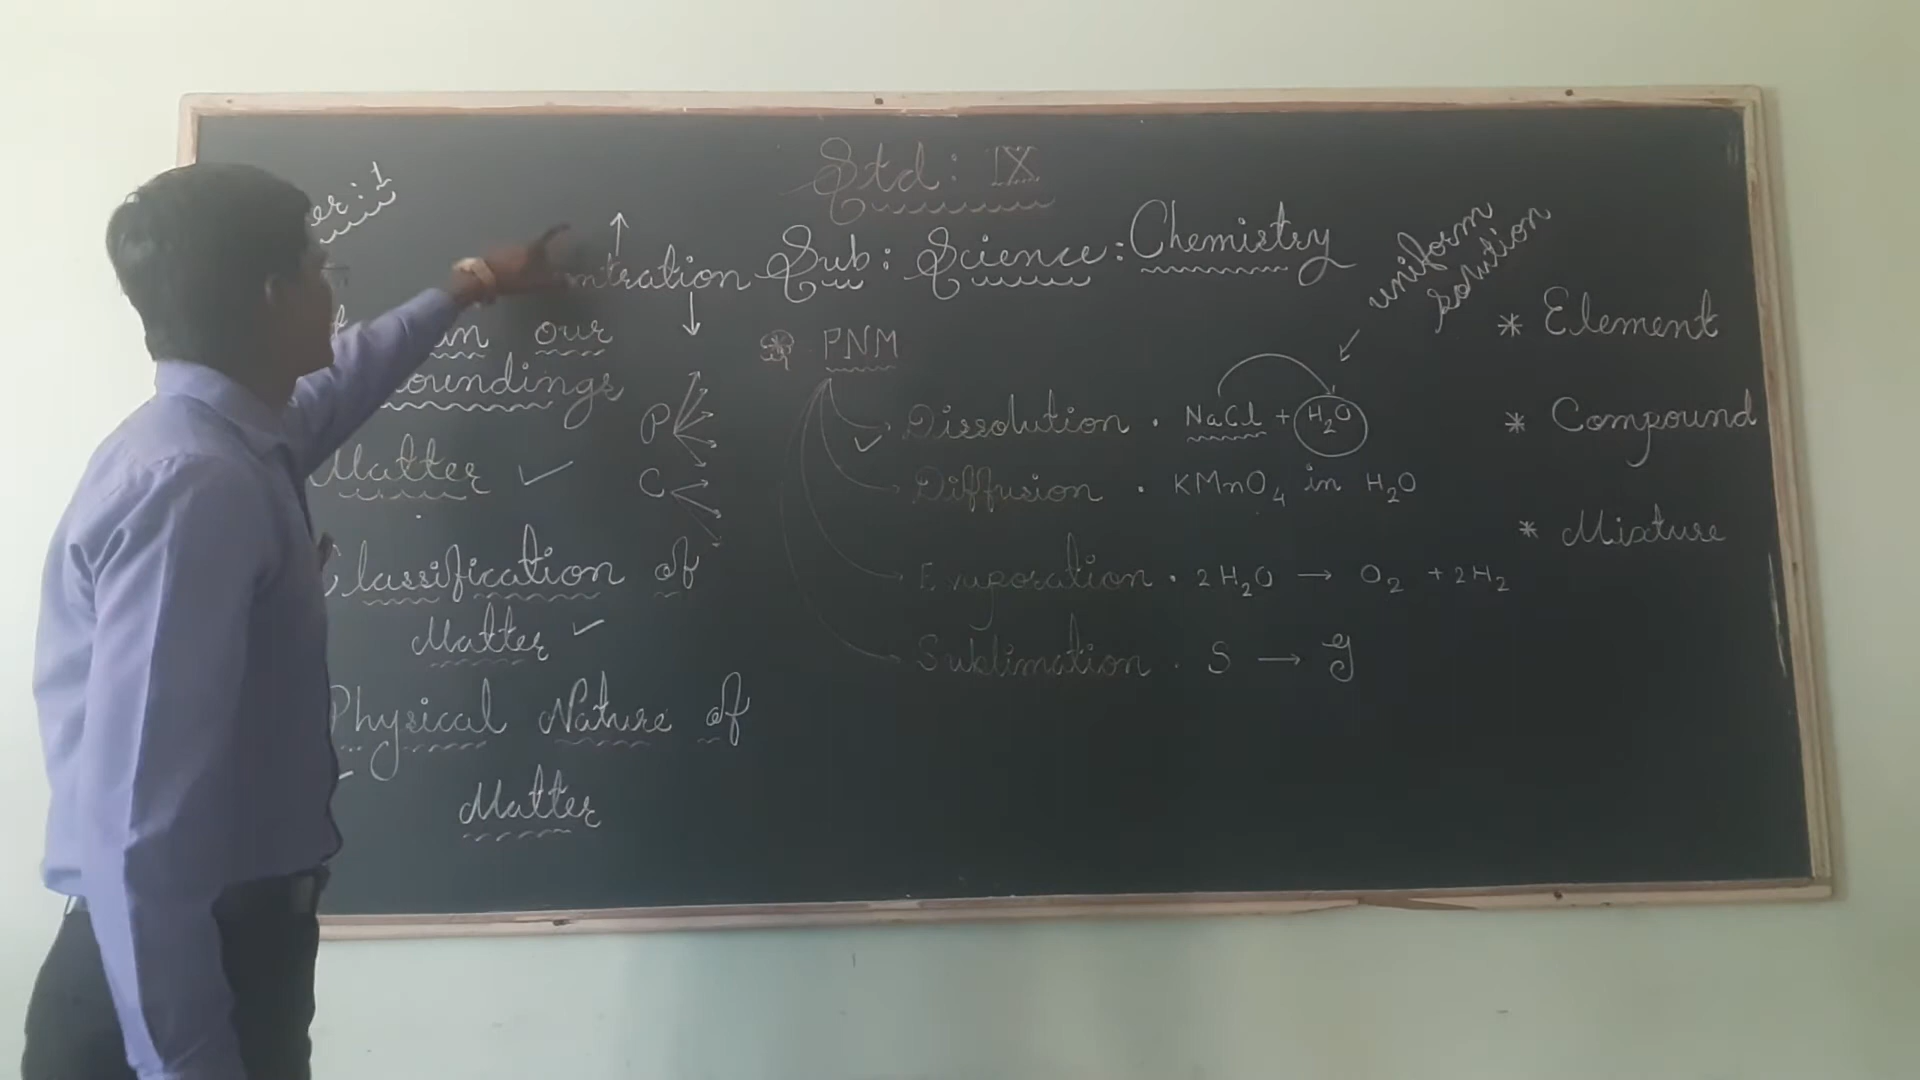 Std: IX
er: 1
ntration Sub: Science: Chemistry
uniform
solution
in our
oundings
Matter ✓
Classification of
Matter ✓
Physical Nature of
Matter
P
C
PNM
✓ Dissolution . NaCl + H₂O
Diffusion . KMnO₄ in H₂O
Evaporation . 2H₂O → O₂ + 2H₂
Sublimation . S → g
* Element
* Compound
* Mixture